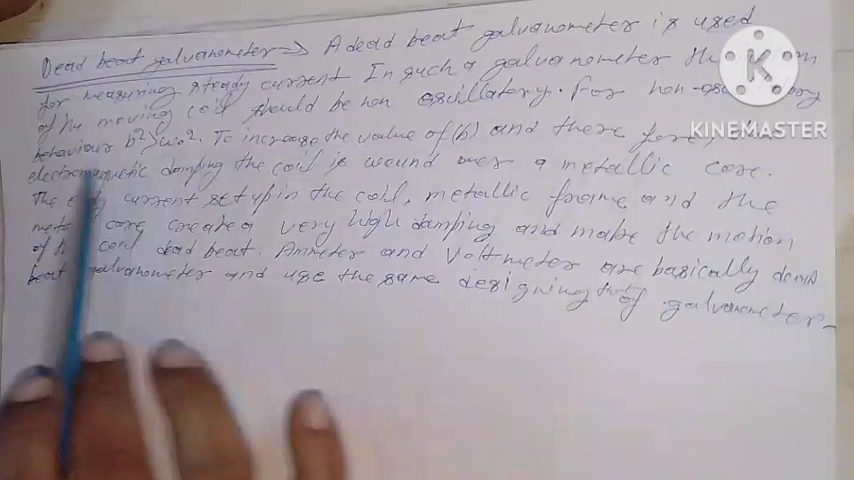 Dead beat galvanometer => A dead beat galvanometer is used
for measuring steady current In such a galvanometer the
of the moving coil should be non oscillatory. For non-
behaviour b²>ω₀². To increase the value of (b) and there fore,
electromagnetic damping the coil is wound over a metallic core.
The current set up in the coil, metallic frame and the
core create a very high damping and make the motion
of coil dead beat. Ammeter and Voltmeter are basically dead
beat galvanometer and use the same designing that of galvanometer-
KINEMASTER